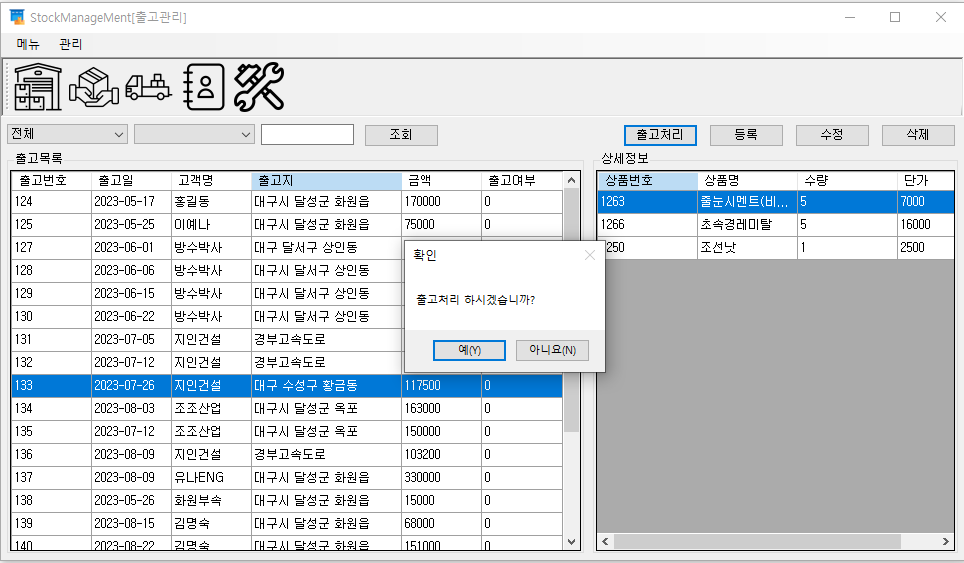 StockManageMent[출고관리]
메뉴 관리
전체 조회 출고처리 등록 수정 삭제
출고목록
출고번호 출고일 고객명 출고지 금액 출고여부
124 2023-05-17 홍길동 대구시 달성군 화원읍 170000 0
125 2023-05-25 이예나 대구시 달성군 화원읍 75000 0
127 2023-06-01 방수박사 대구 달서구 상인동
128 2023-06-06 방수박사 대구시 달서구 상인동
129 2023-06-15 방수박사 대구시 달서구 상인동
130 2023-06-22 방수박사 대구시 달서구 상인동
131 2023-07-05 지인건설 경부고속도로
132 2023-07-12 지인건설 경부고속도로
133 2023-07-26 지인건설 대구 수성구 황금동 117500 0
134 2023-08-03 조조산업 대구시 달성군 옥포 163000 0
135 2023-07-12 조조산업 대구시 달성군 옥포 150000 0
136 2023-08-09 지인건설 경부고속도로 103200 0
137 2023-08-09 유나ENG 대구시 달성군 화원읍 330000 0
138 2023-05-26 화원부속 대구시 달성군 화원읍 15000 0
139 2023-08-15 김명숙 대구시 달성군 화원읍 68000 0
140 2023-08-22 김명숙 대구시 달성군 화원읍 151000 0
상세정보
상품번호 상품명 수량 단가
1263 줄눈시멘트(비... 5 7000
1266 초속경레미탈 5 16000
250 조선낫 1 2500
확인
출고처리 하시겠습니까?
예(Y) 아니요(N)